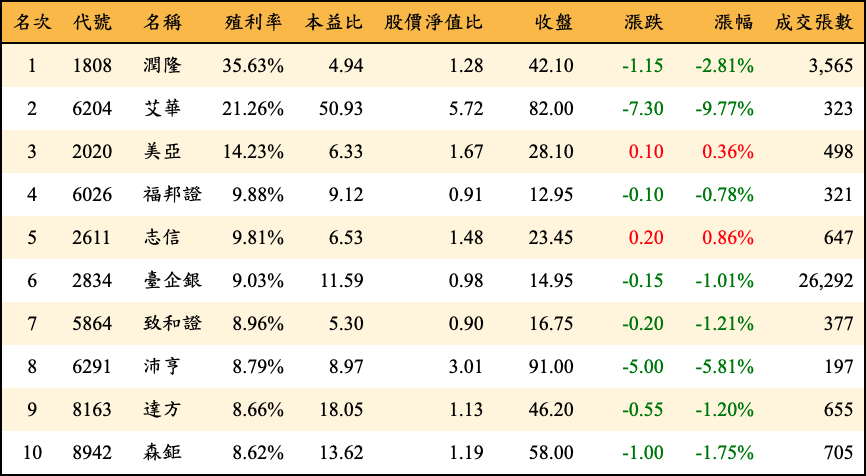 名次 代號 名稱 殖利率 本益比 股價淨值比 收盤 漲跌 漲幅 成交張數
1 1808 潤隆 35.63% 4.94 1.28 42.10 -1.15 -2.81% 3,565
2 6204 艾華 21.26% 50.93 5.72 82.00 -7.30 -9.77% 323
3 2020 美亞 14.23% 6.33 1.67 28.10 0.10 0.36% 498
4 6026 福邦證 9.88% 9.12 0.91 12.95 -0.10 -0.78% 321
5 2611 志信 9.81% 6.53 1.48 23.45 0.20 0.86% 647
6 2834 臺企銀 9.03% 11.59 0.98 14.95 -0.15 -1.01% 26,292
7 5864 致和證 8.96% 5.30 0.90 16.75 -0.20 -1.21% 377
8 6291 沛亨 8.79% 8.97 3.01 91.00 -5.00 -5.81% 197
9 8163 達方 8.66% 18.05 1.13 46.20 -0.55 -1.20% 655
10 8942 森鉅 8.62% 13.62 1.19 58.00 -1.00 -1.75% 705